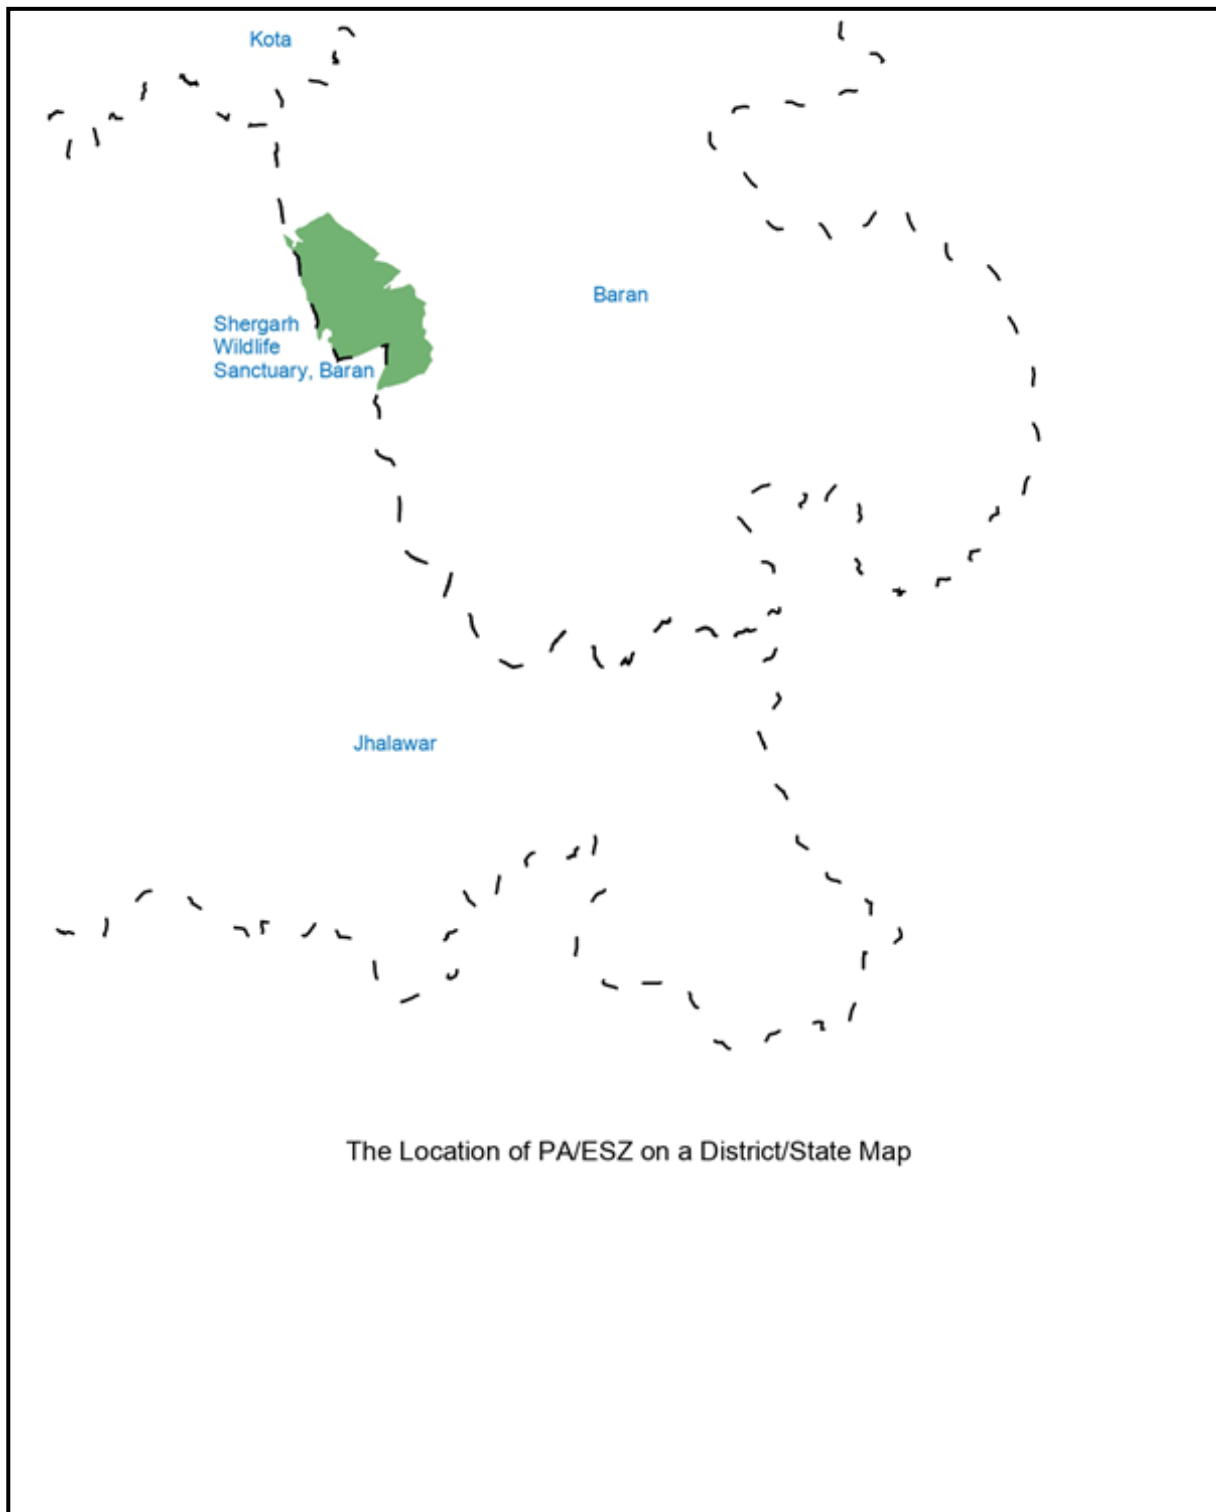 Kota
Baran
Shergarh
Wildlife
Sanctuary, Baran
Jhalawar
The Location of PA/ESZ on a District/State Map